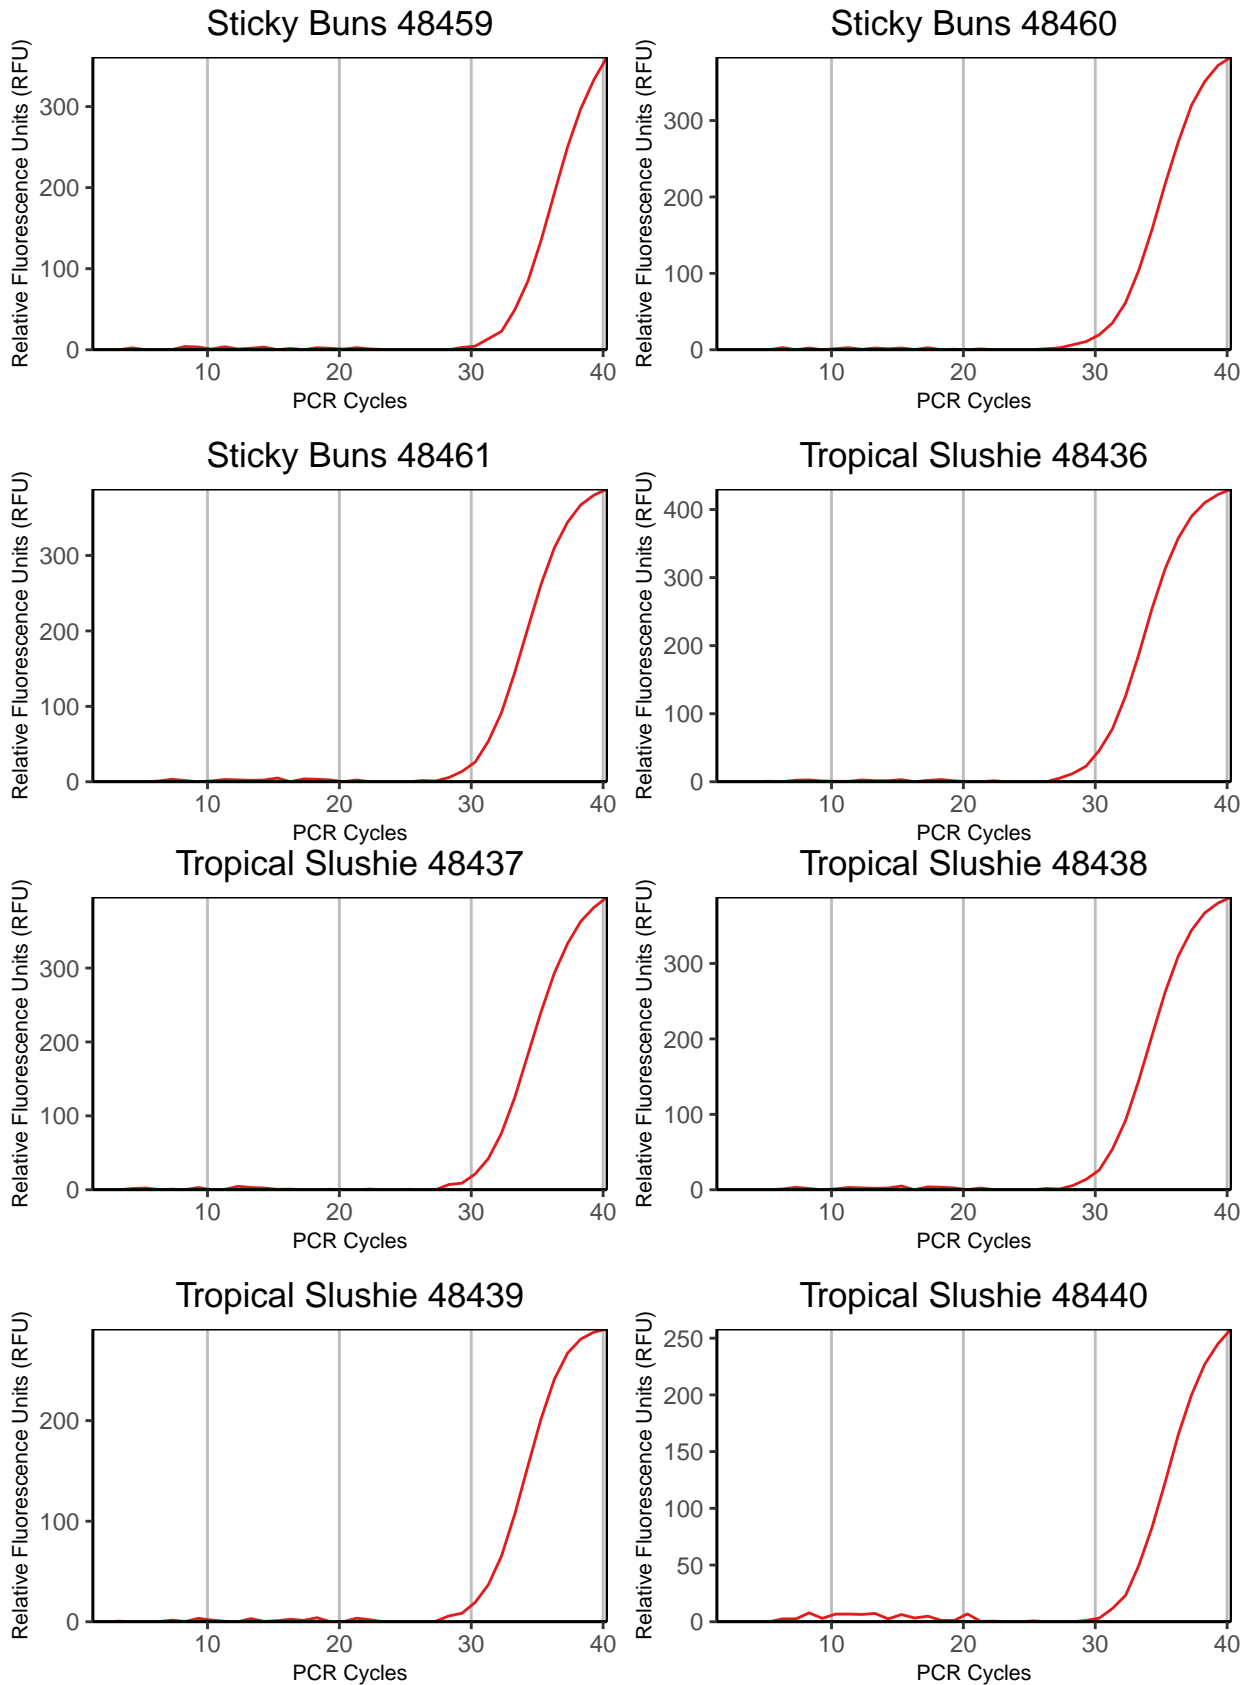 Sticky Buns 48459
Relative Fluorescence Units (RFU)
300
200
100
0
10 20 30 40
PCR Cycles
Sticky Buns 48460
Relative Fluorescence Units (RFU)
300
200
100
0
10 20 30 40
PCR Cycles
Sticky Buns 48461
Relative Fluorescence Units (RFU)
300
200
100
0
10 20 30 40
PCR Cycles
Tropical Slushie 48436
Relative Fluorescence Units (RFU)
400
300
200
100
0
10 20 30 40
PCR Cycles
Tropical Slushie 48437
Relative Fluorescence Units (RFU)
300
200
100
0
10 20 30 40
PCR Cycles
Tropical Slushie 48438
Relative Fluorescence Units (RFU)
300
200
100
0
10 20 30 40
PCR Cycles
Tropical Slushie 48439
Relative Fluorescence Units (RFU)
200
100
0
10 20 30 40
PCR Cycles
Tropical Slushie 48440
Relative Fluorescence Units (RFU)
250
200
150
100
50
0
10 20 30 40
PCR Cycles